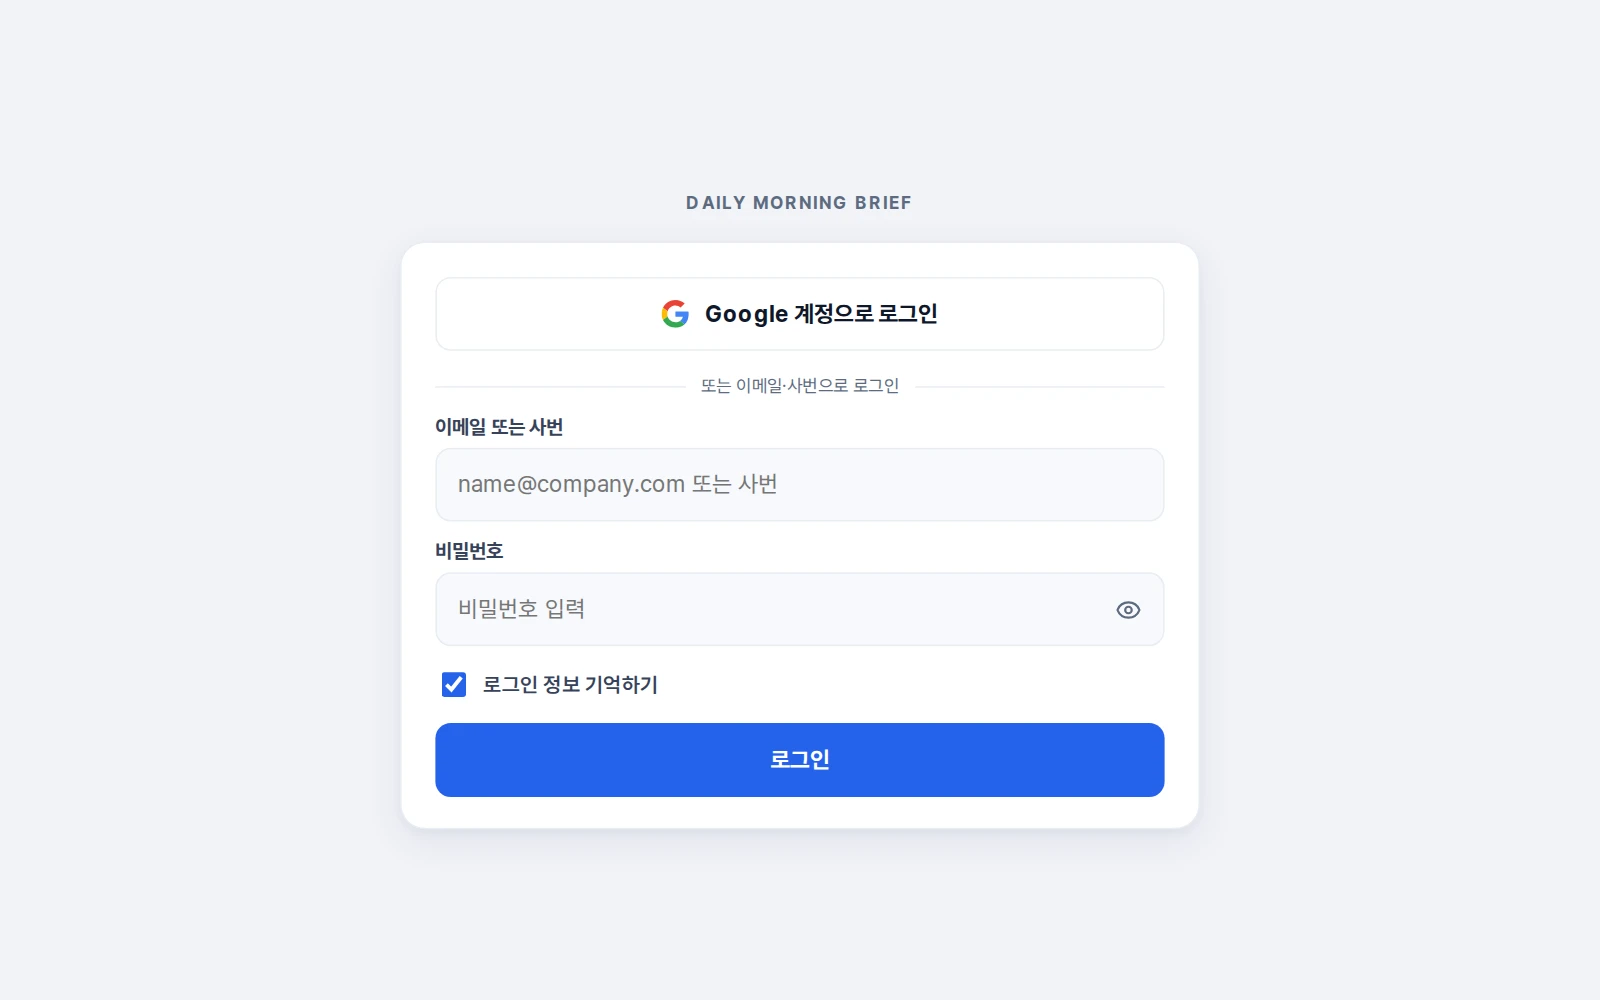 DAILY MORNING BRIEF
Google 계정으로 로그인
또는 이메일·사번으로 로그인
이메일 또는 사번
name@company.com 또는 사번
비밀번호
비밀번호 입력
로그인 정보 기억하기
로그인